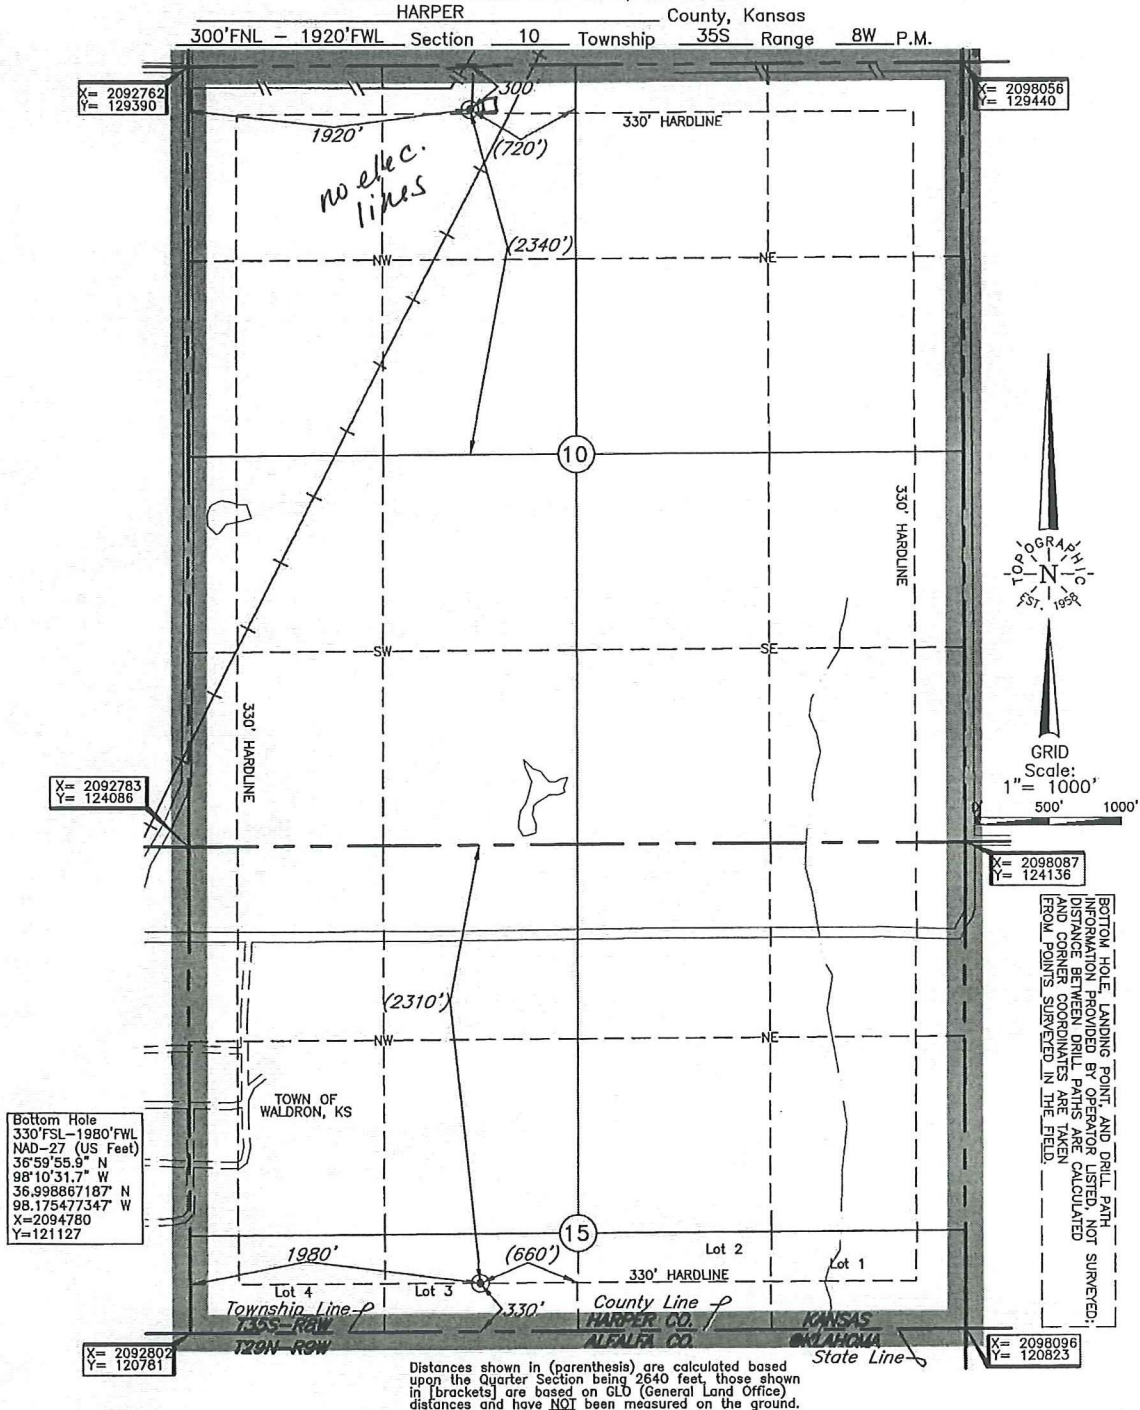 HARPER County, Kansas
300'FNL - 1920'FWL Section 10 Township 35S Range 8W P.M.
X= 2092762
Y= 129390
X= 2098056
Y= 129440
300'
1920'
330' HARDLINE
(720')
no elec.
lines
(2340')
NW
NE
10
330' HARDLINE
TOPOGRAPHIC
N
EST. 1958
SW
SE
330' HARDLINE
GRID
Scale:
1"= 1000'
0' 500' 1000'
X= 2092783
Y= 124086
X= 2098087
Y= 124136
BOTTOM HOLE, LANDING POINT, AND DRILL PATH
INFORMATION PROVIDED BY OPERATOR LISTED, NOT SURVEYED;
DISTANCE BETWEEN DRILL PATHS ARE CALCULATED
AND CORNER COORDINATES ARE TAKEN
FROM POINTS SURVEYED IN THE FIELD.
(2310')
NW
NE
TOWN OF
WALDRON, KS
Bottom Hole
330'FSL-1980'FWL
NAD-27 (US Feet)
36°59'55.9" N
98°10'31.7" W
36.998867187° N
98.175477347° W
X=2094780
Y=121127
15
1980'
(660')
Lot 2
Lot 1
330' HARDLINE
Lot 4
Lot 3
330'
Township Line
County Line
T35S-R8W
HARPER CO.
KANSAS
T29N-R9W
ALFALFA CO.
OKLAHOMA
State Line
X= 2092802
Y= 120781
X= 2098096
Y= 120823
Distances shown in (parenthesis) are calculated based
upon the Quarter Section being 2640 feet, those shown
in [brackets] are based on GLO (General Land Office)
distances and have NOT been measured on the ground.